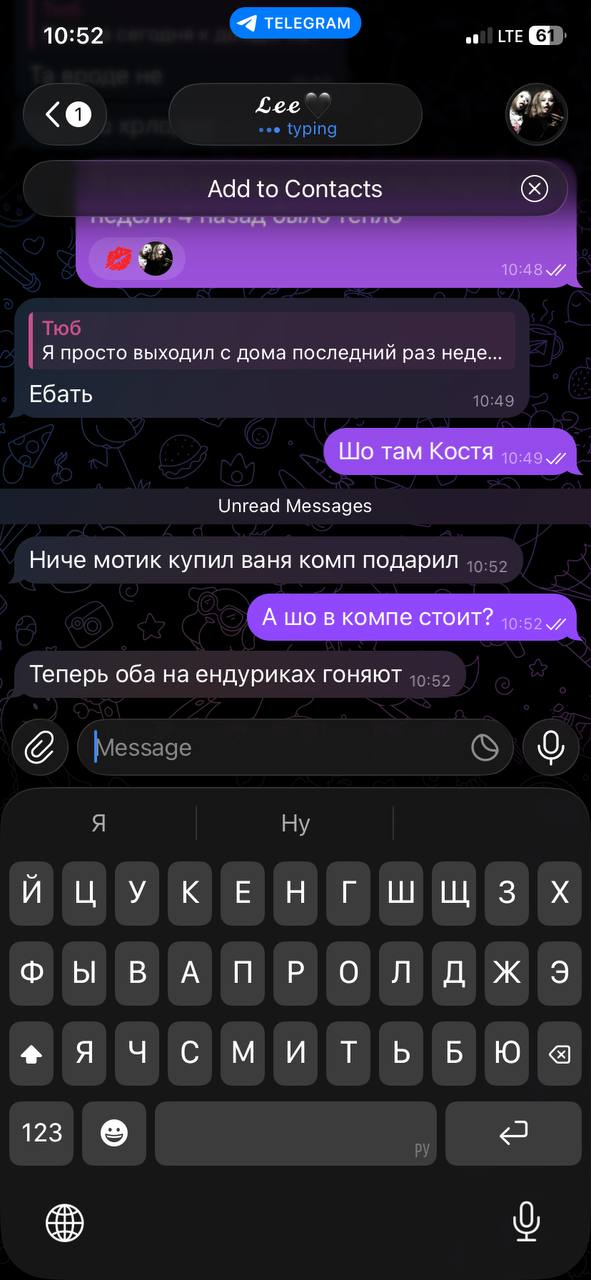 10:52
TELEGRAM
LTE 61
1
𝓛𝓮𝓮🖤
typing
Add to Contacts
недели 4 назад было тепло
10:48
Тюб
Я просто выходил с дома последний раз неде...
Ебать
10:49
Шо там Костя 10:49
Unread Messages
Ниче мотик купил ваня комп подарил 10:52
А шо в компе стоит? 10:52
Теперь оба на ендуриках гоняют 10:52
Message
Я Ну
Й Ц У К Е Н Г Ш Щ З Х
Ф Ы В А П Р О Л Д Ж Э
Я Ч С М И Т Ь Б Ю
123
РУ